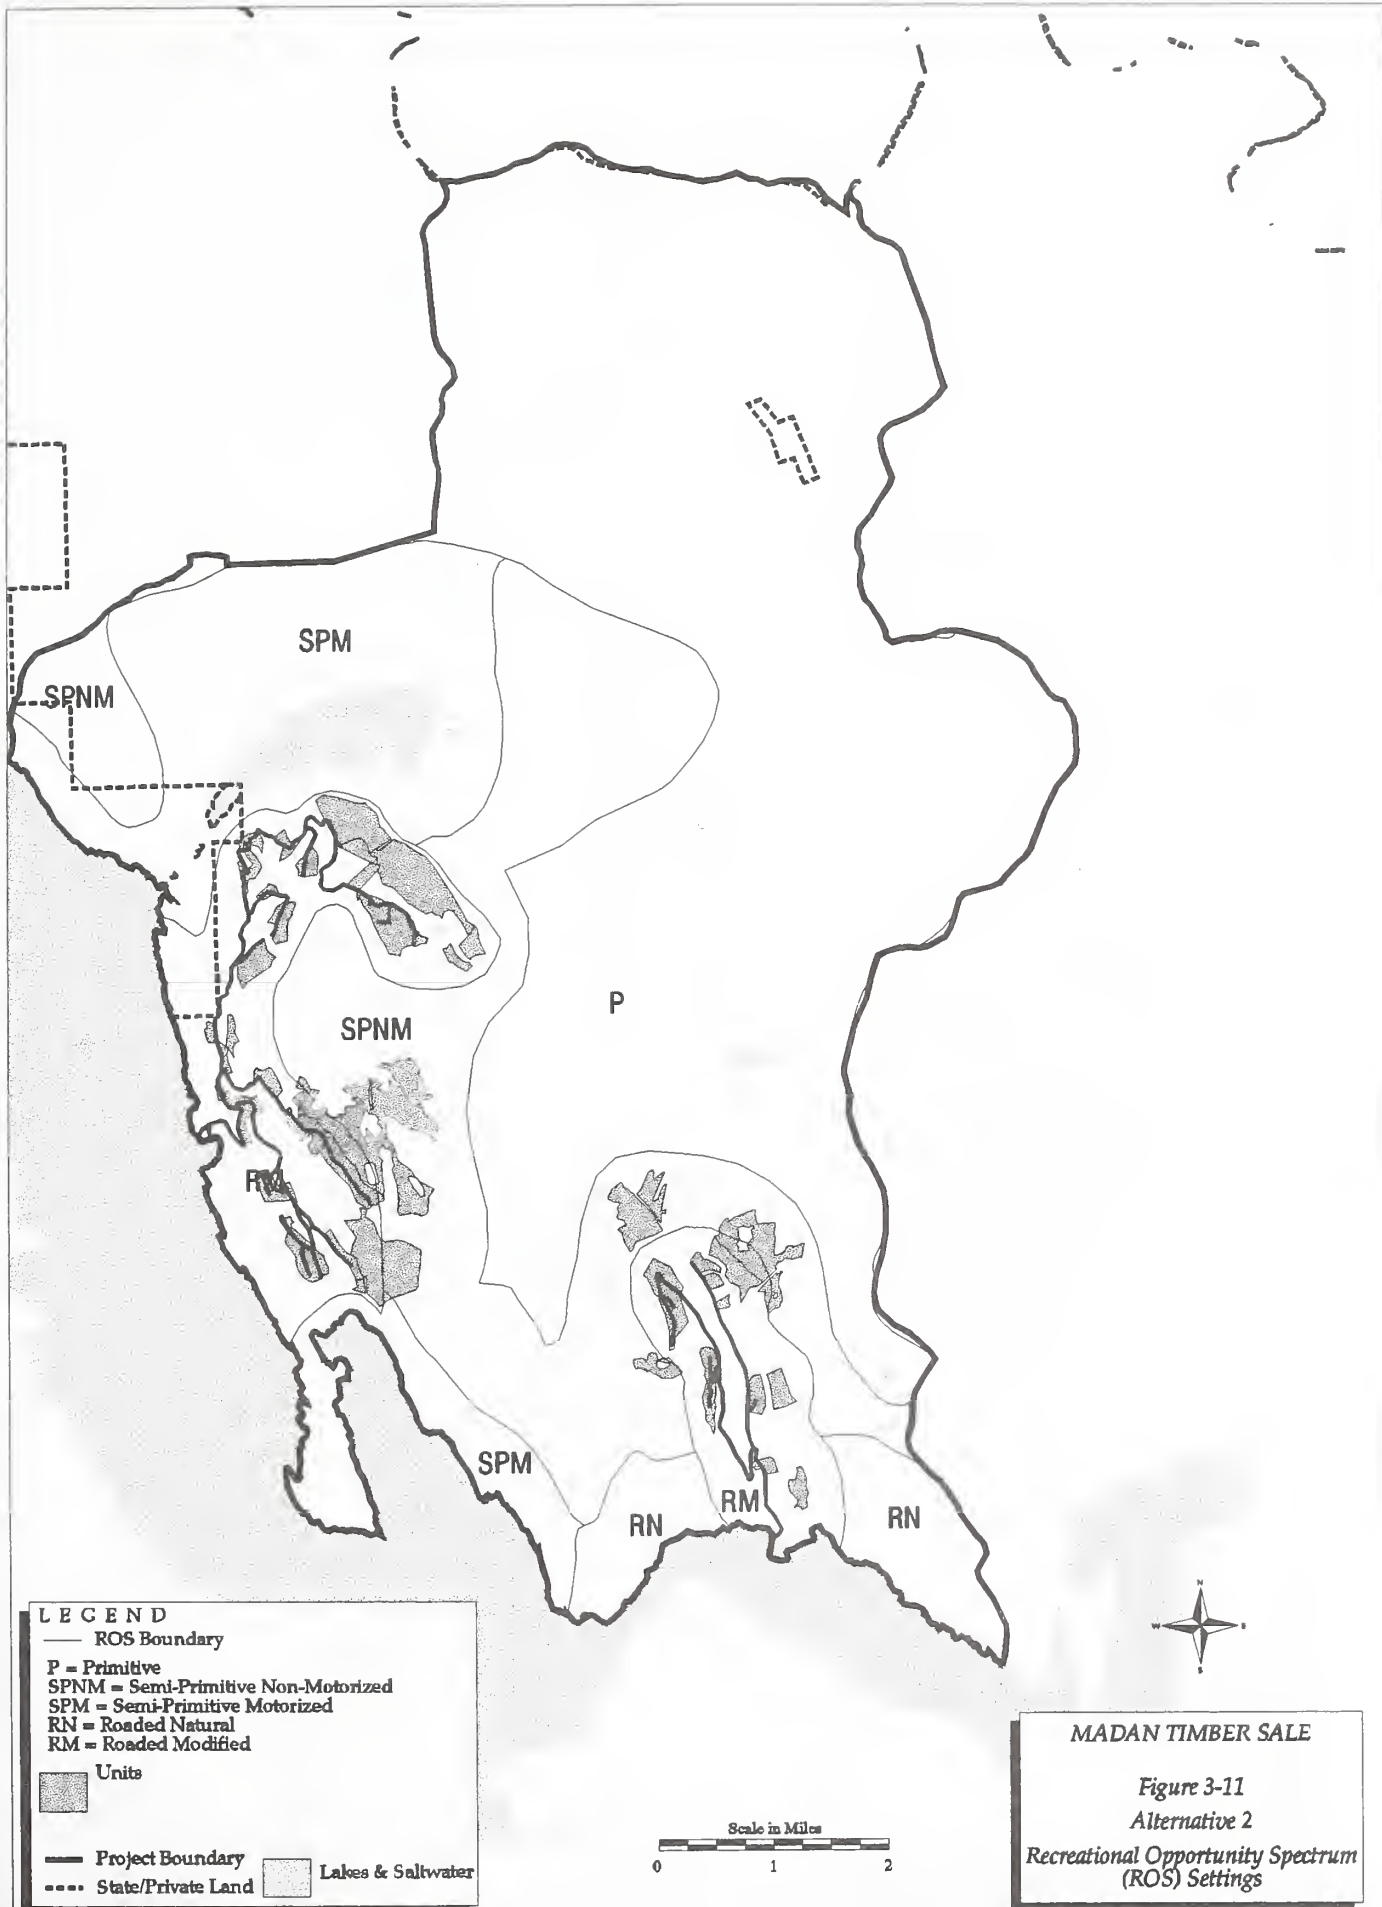 SPM
SPNM
P
SPNM
RM
SPM
RM
RN
RN
LEGEND
ROS Boundary
P = Primitive
SPNM = Semi-Primitive Non-Motorized
SPM = Semi-Primitive Motorized
RN = Roaded Natural
RM = Roaded Modified
Units
Project Boundary
State/Private Land
Lakes & Saltwater
Scale in Miles
0 1 2
N
W E
S
MADAN TIMBER SALE
Figure 3-11
Alternative 2
Recreational Opportunity Spectrum
(ROS) Settings